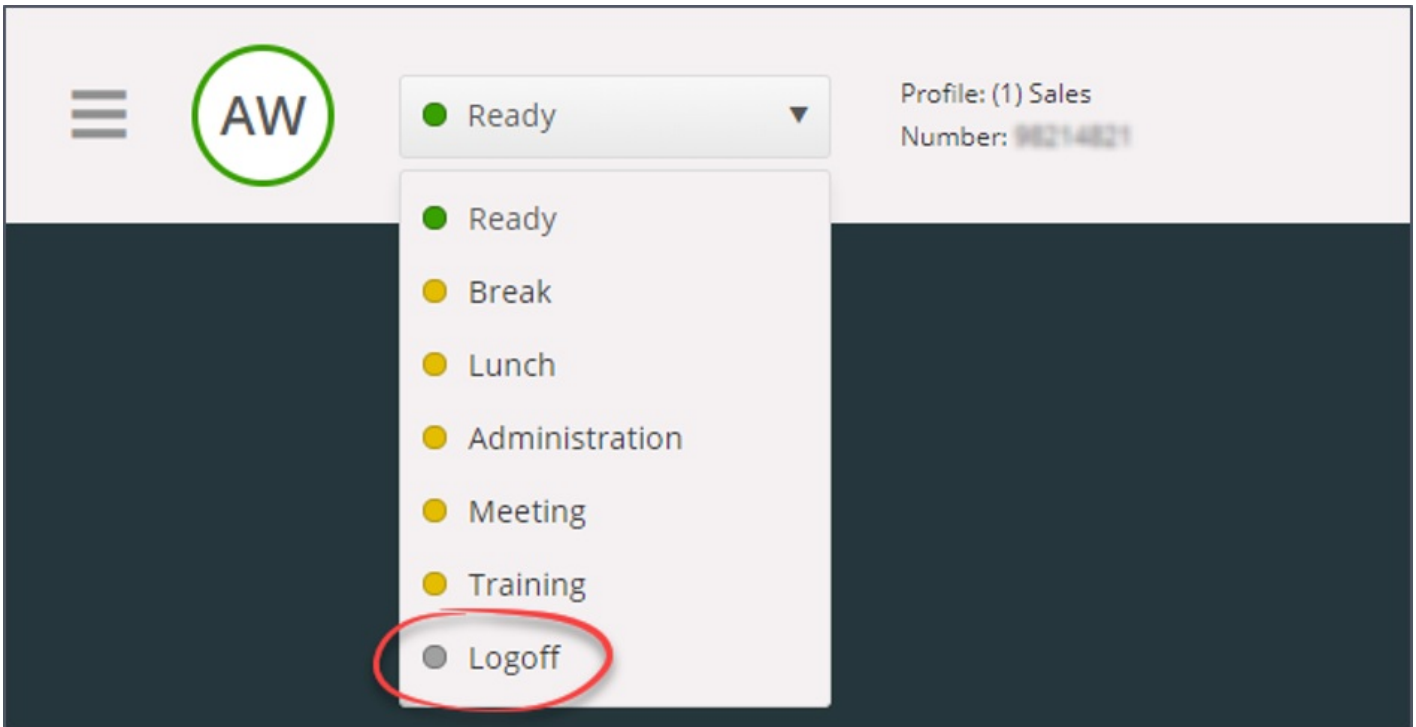 AW
Ready
Profile: (1) Sales
Number:
Ready
Break
Lunch
Administration
Meeting
Training
Logoff